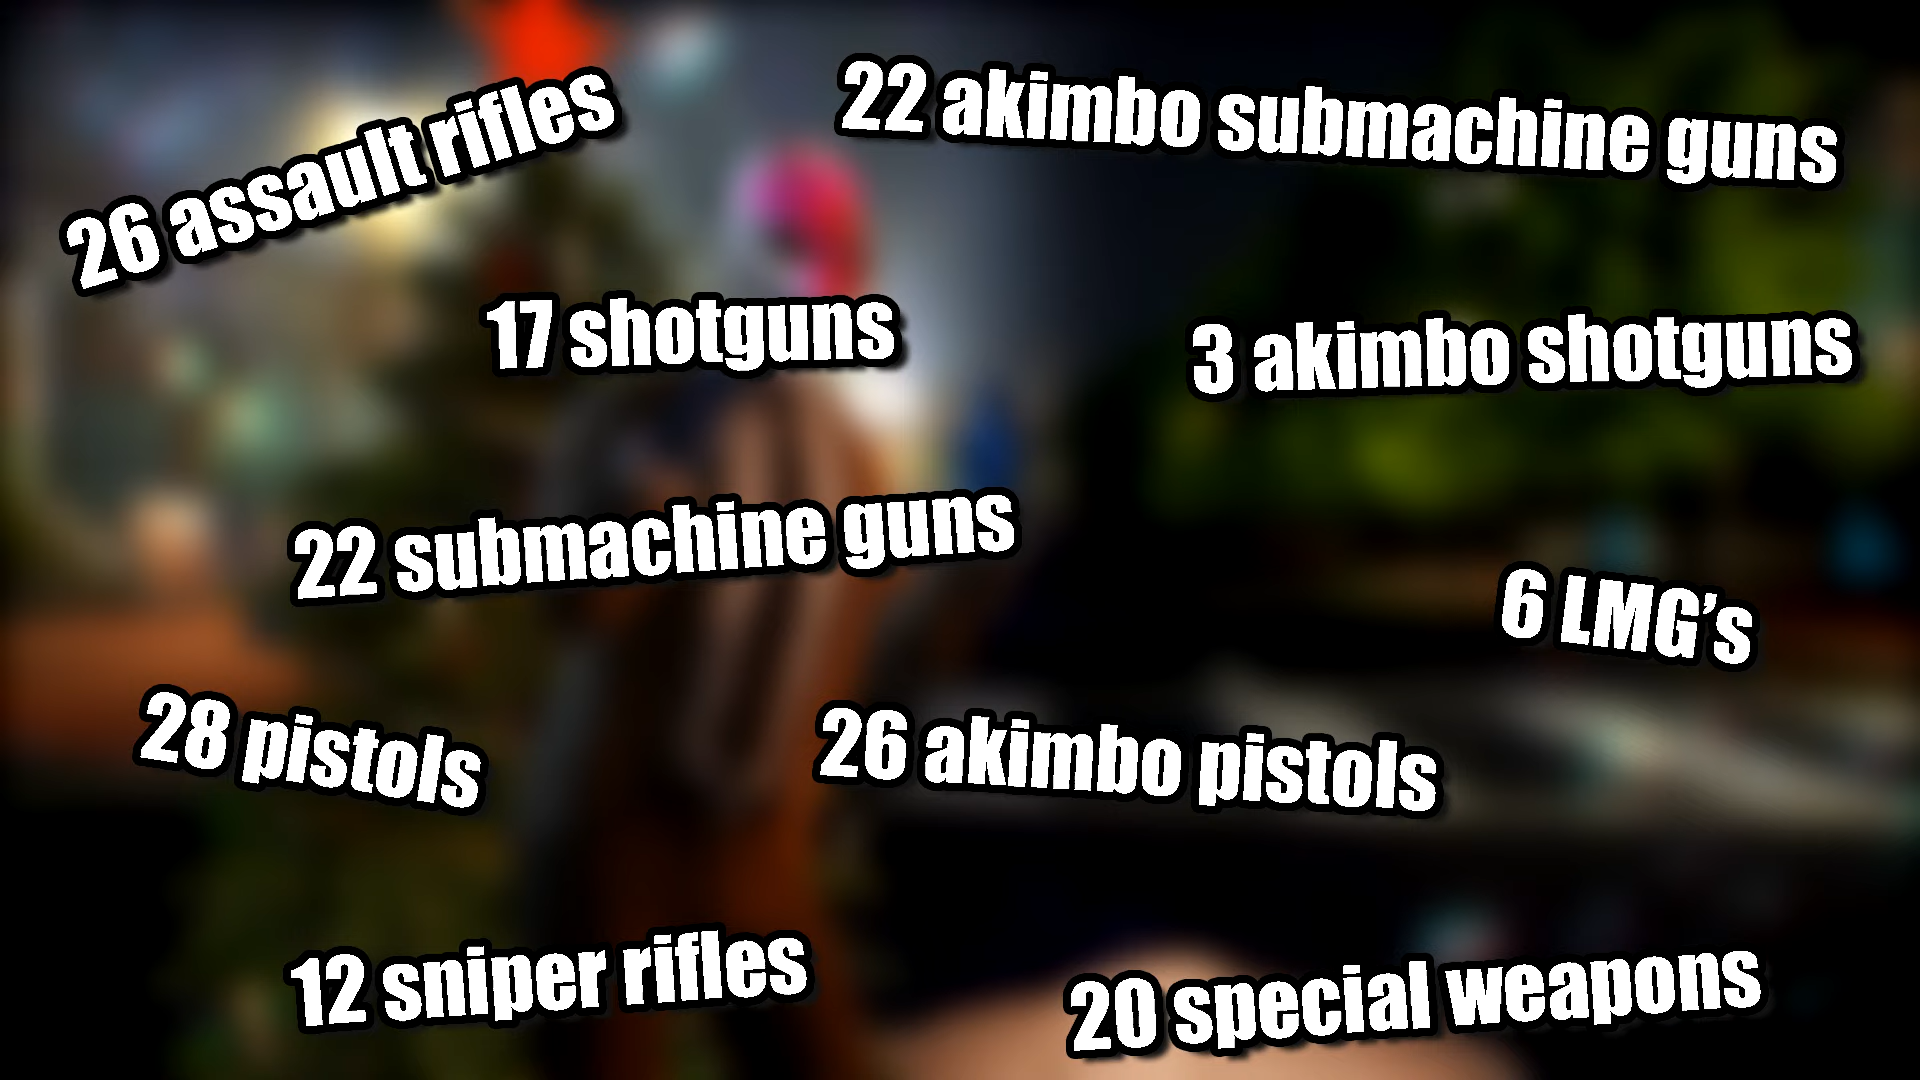 26 assault rifles
22 akimbo submachine guns
17 shotguns
3 akimbo shotguns
22 submachine guns
6 LMG’s
28 pistols
26 akimbo pistols
12 sniper rifles
20 special weapons